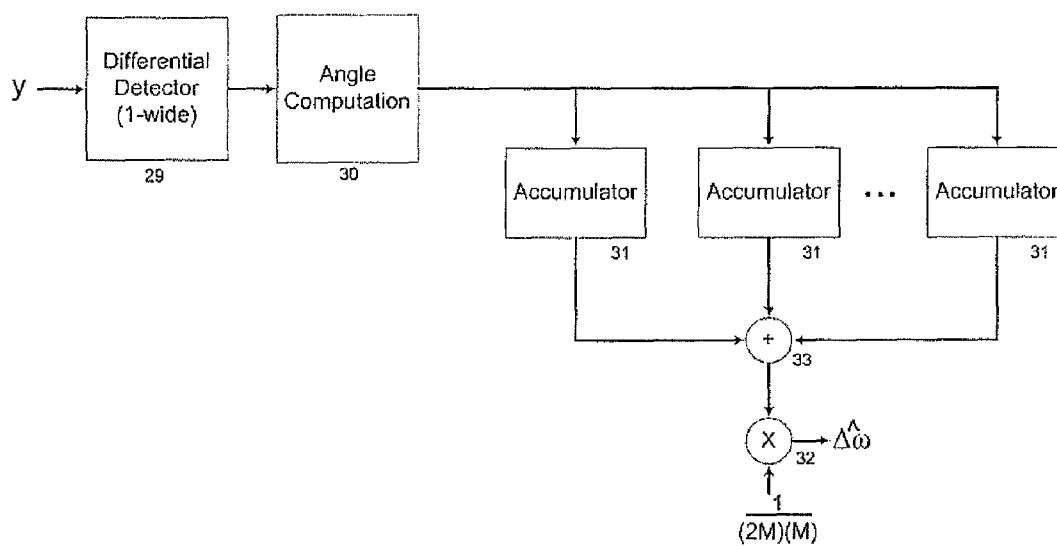 y
Differential
Detector
(1-wide)
29
Angle
Computation
30
Accumulator
31
Accumulator
31
...
Accumulator
31
+
33
X
32
Δω̂
1
(2M)(M)